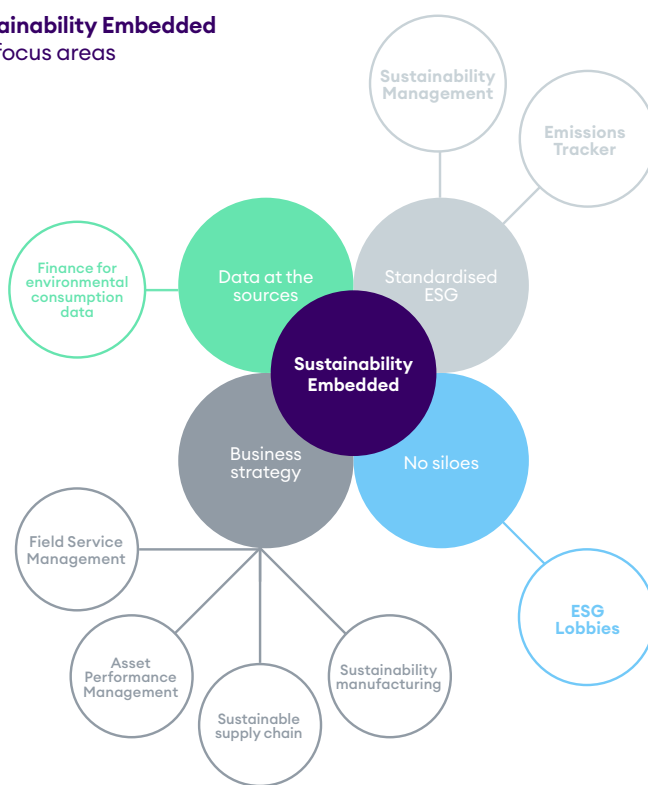 ainability Embedded
focus areas
Sustainability
Management
Emissions
Tracker
Finance for
environmental
consumption
data
Data at the
sources
Standardised
ESG
Sustainability
Embedded
Business
strategy
No siloes
Field Service
Management
Asset
Performance
Management
Sustainable
supply chain
Sustainability
manufacturing
ESG
Lobbies